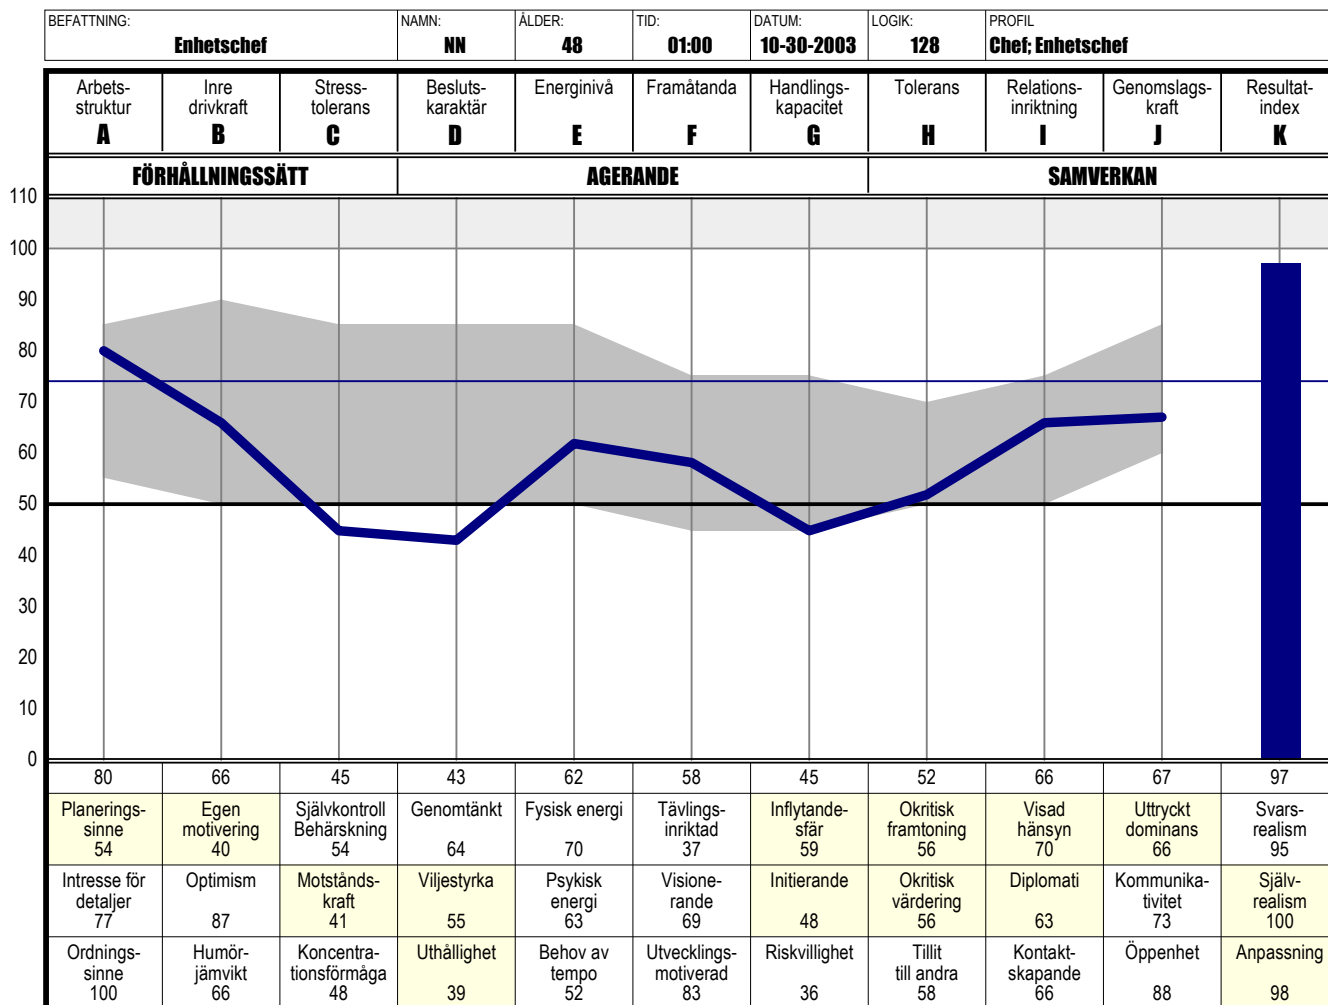 BEFATTNING: NAMN: ÅLDER: TID: DATUM: LOGIK: PROFIL
Enhetschef NN 48 01:00 10-30-2003 128 Chef; Enhetschef
Arbets- Inre Stress- Besluts- Energinivå Framåtanda Handlings- Tolerans Relations- Genomslags- Resultat-
struktur drivkraft tolerans karaktär kapacitet inriktning kraft index
A B C D E F G H I J K
FÖRHÅLLNINGSSÄTT AGERANDE SAMVERKAN
110
100
90
80
70
60
50
40
30
20
10
0
80 66 45 43 62 58 45 52 66 67 97
Planerings- Egen Självkontroll Genomtänkt Fysisk energi Tävlings- Inflytande- Okritisk Visad Uttryckt Svars-
sinne motivering Behärskning inriktad sfär framtoning hänsyn dominans realism
54 40 54 64 70 37 59 56 70 66 95
Intresse för Optimism Motstånds- Viljestyrka Psykisk Visione- Initierande Okritisk Diplomati Kommunika- Själv-
detaljer kraft energi rande värdering tivitet realism
77 87 41 55 63 69 48 56 63 73 100
Ordnings- Humör- Koncentra- Uthållighet Behov av Utvecklings- Riskvillighet Tillit Kontakt- Öppenhet Anpassning
sinne jämvikt tionsförmåga tempo motiverad till andra skapande
100 66 48 39 52 83 36 58 66 88 98